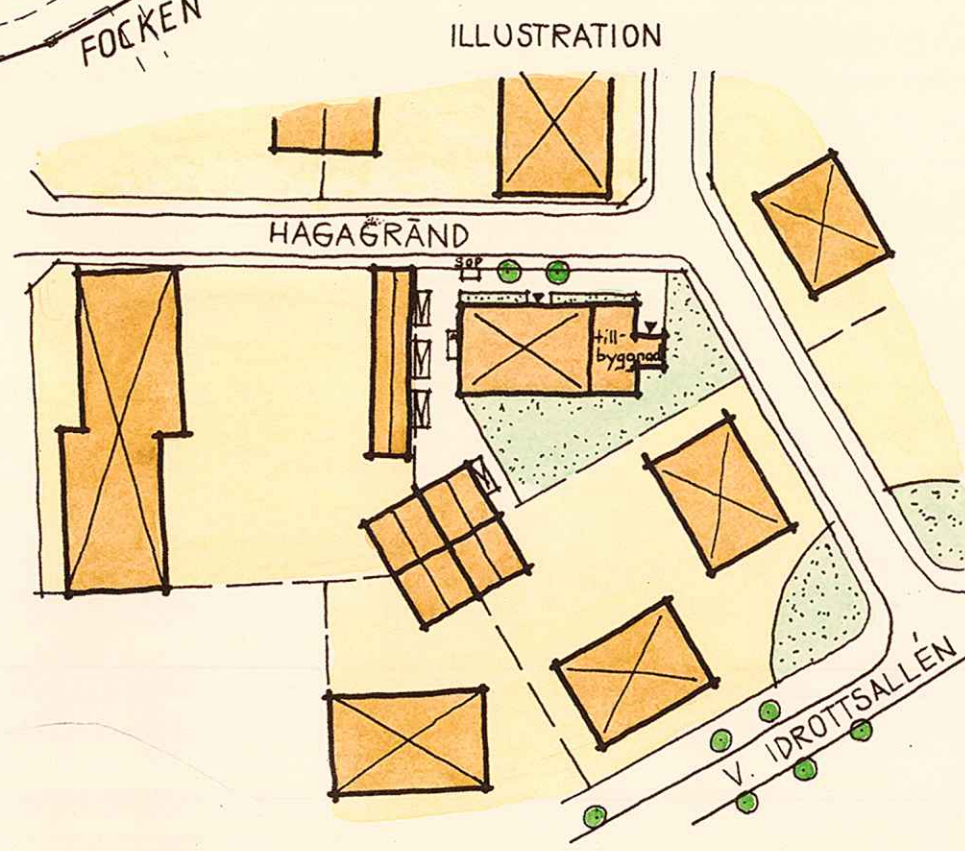 FOCKEN
ILLUSTRATION
HAGAGRÄND
SOP
till-
byggnad
V. IDROTTSALLÉN